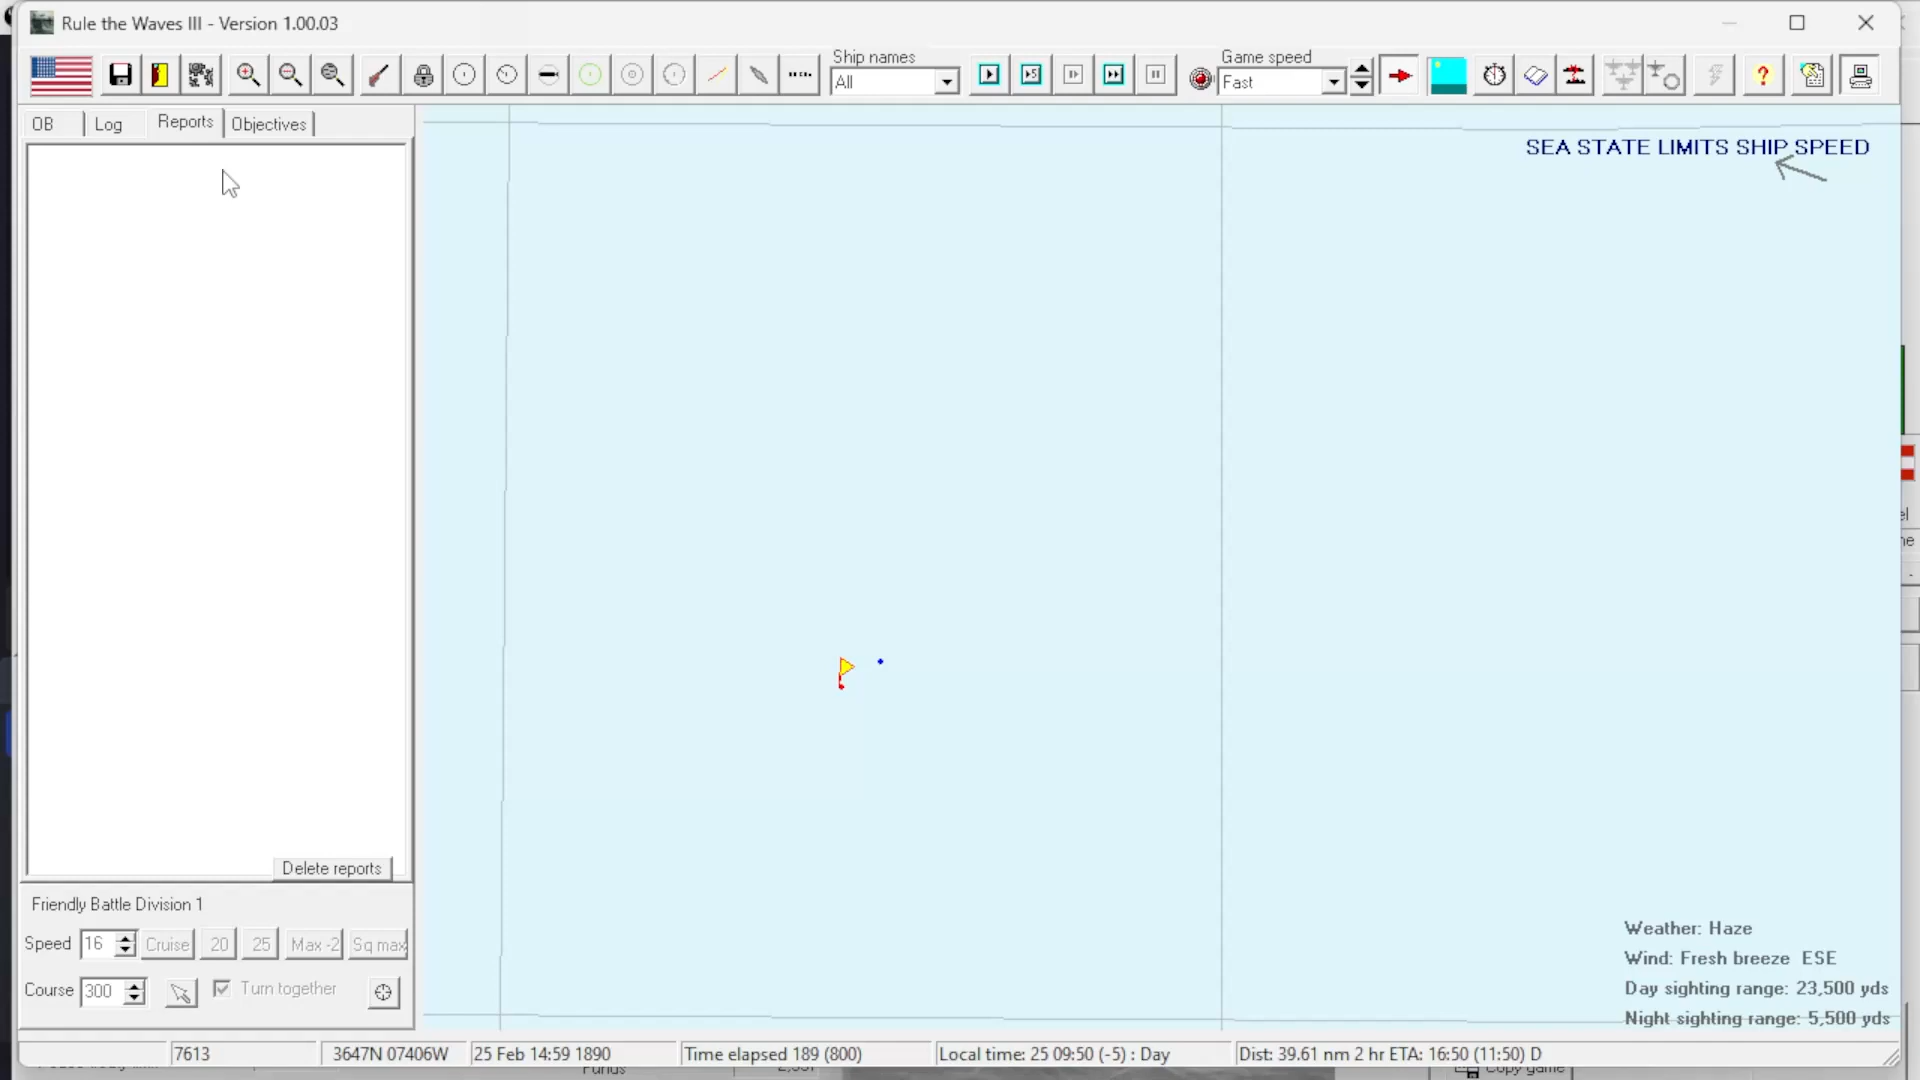 Rule the Waves III - Version 1.00.03
Ship names
All
5
Game speed
Fast
?
OB
Log
Reports
Objectives
SEA STATE LIMITS SHIP SPEED
Delete reports
Friendly Battle Division 1
Speed 16 Cruise 20 25 Max -2 Sq max
Course 300 Turn together
Weather: Haze
Wind: Fresh breeze ESE
Day sighting range: 23,500 yds
Night sighting range: 5,500 yds
7613
3647N 07406W
25 Feb 14:59 1890
Time elapsed 189 (800)
Local time: 25 09:50 (-5) : Day
Dist: 39.61 nm 2 hr ETA: 16:50 (11:50) D
Funds
Copy game